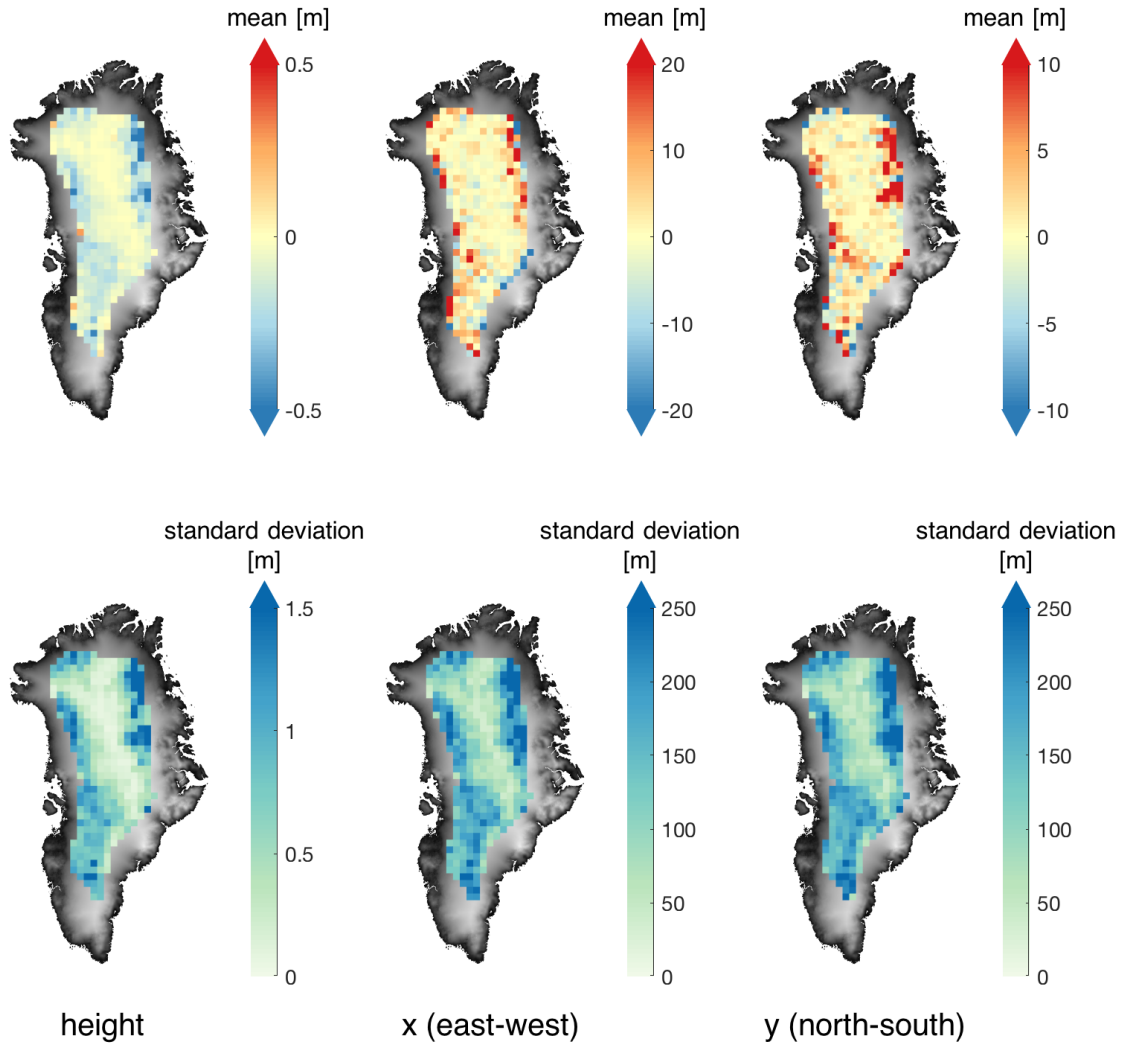 mean [m]
mean [m]
mean [m]
0.5
0
-0.5
20
10
0
-10
-20
10
5
0
-5
-10
standard deviation
[m]
standard deviation
[m]
standard deviation
[m]
1.5
1
0.5
0
250
200
150
100
50
0
250
200
150
100
50
0
height
x (east-west)
y (north-south)